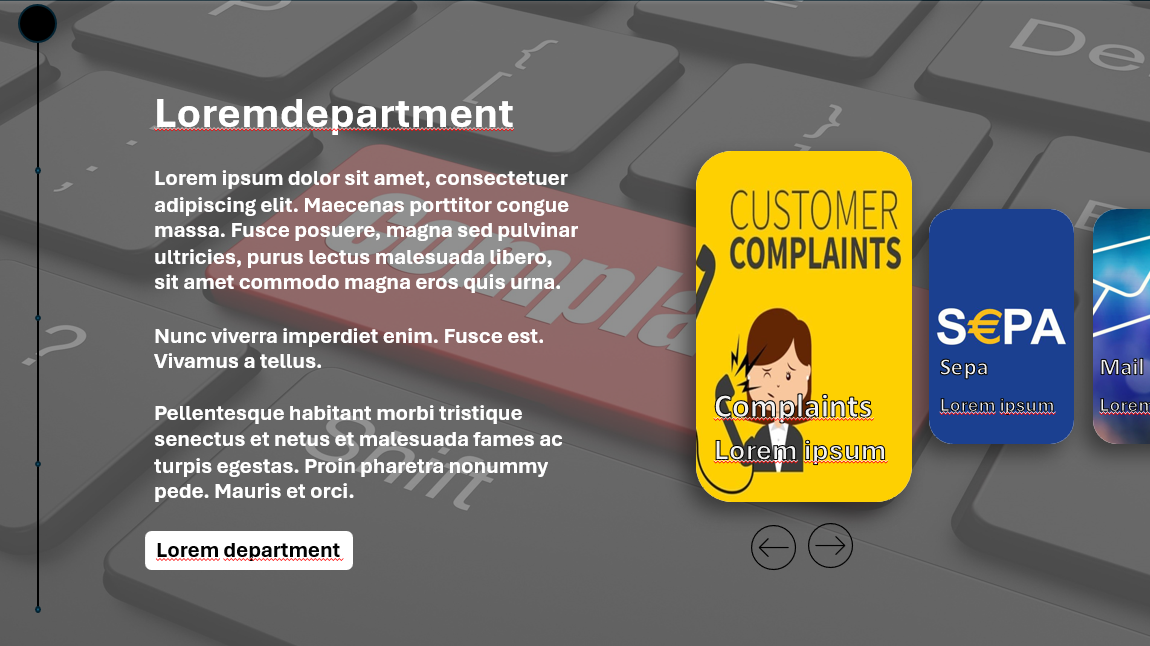 Loremdepartment
Lorem ipsum dolor sit amet, consectetuer
adipiscing elit. Maecenas porttitor congue
massa. Fusce posuere, magna sed pulvinar
ultricies, purus lectus malesuada libero,
sit amet commodo magna eros quis urna.
Nunc viverra imperdiet enim. Fusce est.
Vivamus a tellus.
Pellentesque habitant morbi tristique
senectus et netus et malesuada fames ac
turpis egestas. Proin pharetra nonummy
pede. Mauris et orci.
Lorem department
CUSTOMER
COMPLAINTS
Complaints
Lorem ipsum
S€PA
Sepa
Lorem ipsum
Mail
Lorem
{
[
}
]
De
; ,
?
E
Compla
Shift